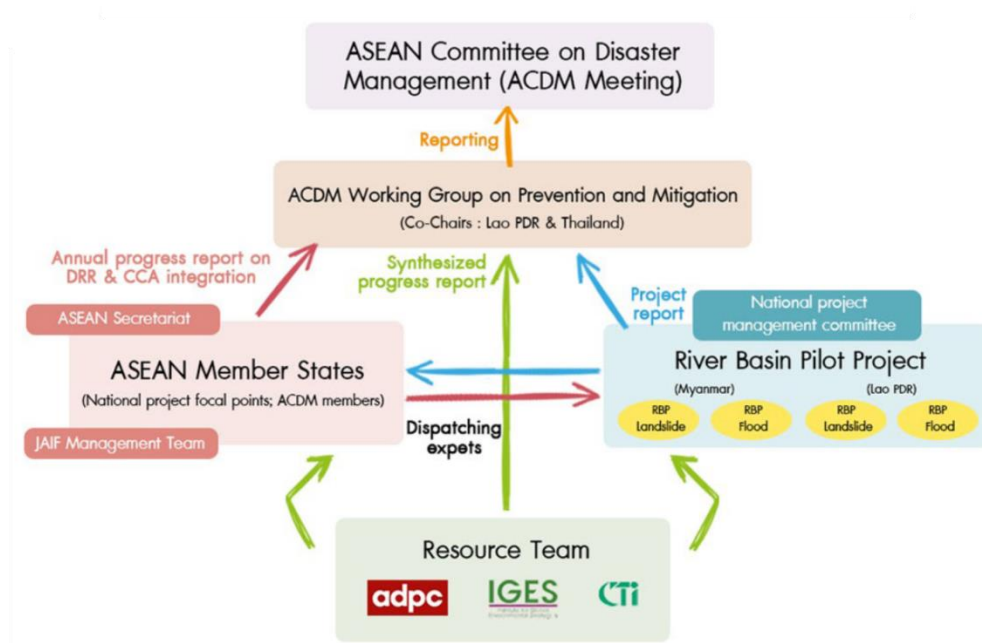 ASEAN Committee on Disaster
Management (ACDM Meeting)
Reporting
ACDM Working Group on Prevention and Mitigation
(Co-Chairs : Lao PDR & Thailand)
Annual progress report on
DRR & CCA integration
Synthesized
progress report
Project
report
National project
management committee
ASEAN Secretariat
ASEAN Member States
(National project focal points; ACDM members)
JAIF Management Team
River Basin Pilot Project
(Myanmar)
(Lao PDR)
RBP
Landslide
RBP
Flood
RBP
Landslide
RBP
Flood
Dispatching
expets
Resource Team
adpc
IGES
CTi